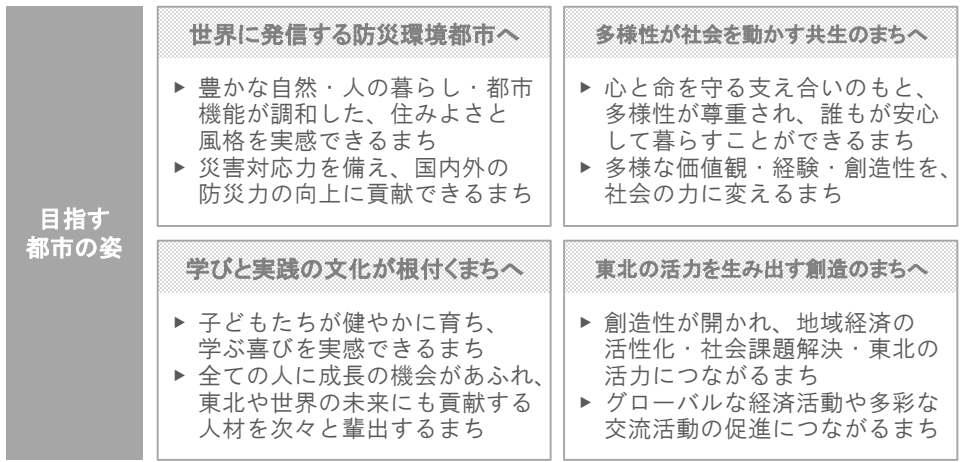 目指す
都市の姿
世界に発信する防災環境都市へ
▶ 豊かな自然・人の暮らし・都市
機能が調和した、住みよさと
風格を実感できるまち
▶ 災害対応力を備え、国内外の
防災力の向上に貢献できるまち
多様性が社会を動かす共生のまちへ
▶ 心と命を守る支え合いのもと、
多様性が尊重され、誰もが安心
して暮らすことができるまち
▶ 多様な価値観・経験・創造性を、
社会の力に変えるまち
学びと実践の文化が根付くまちへ
▶ 子どもたちが健やかに育ち、
学ぶ喜びを実感できるまち
▶ 全ての人に成長の機会があふれ、
東北や世界の未来にも貢献する
人材を次々と輩出するまち
東北の活力を生み出す創造のまちへ
▶ 創造性が開かれ、地域経済の
活性化・社会課題解決・東北の
活力につながるまち
▶ グローバルな経済活動や多彩な
交流活動の促進につながるまち